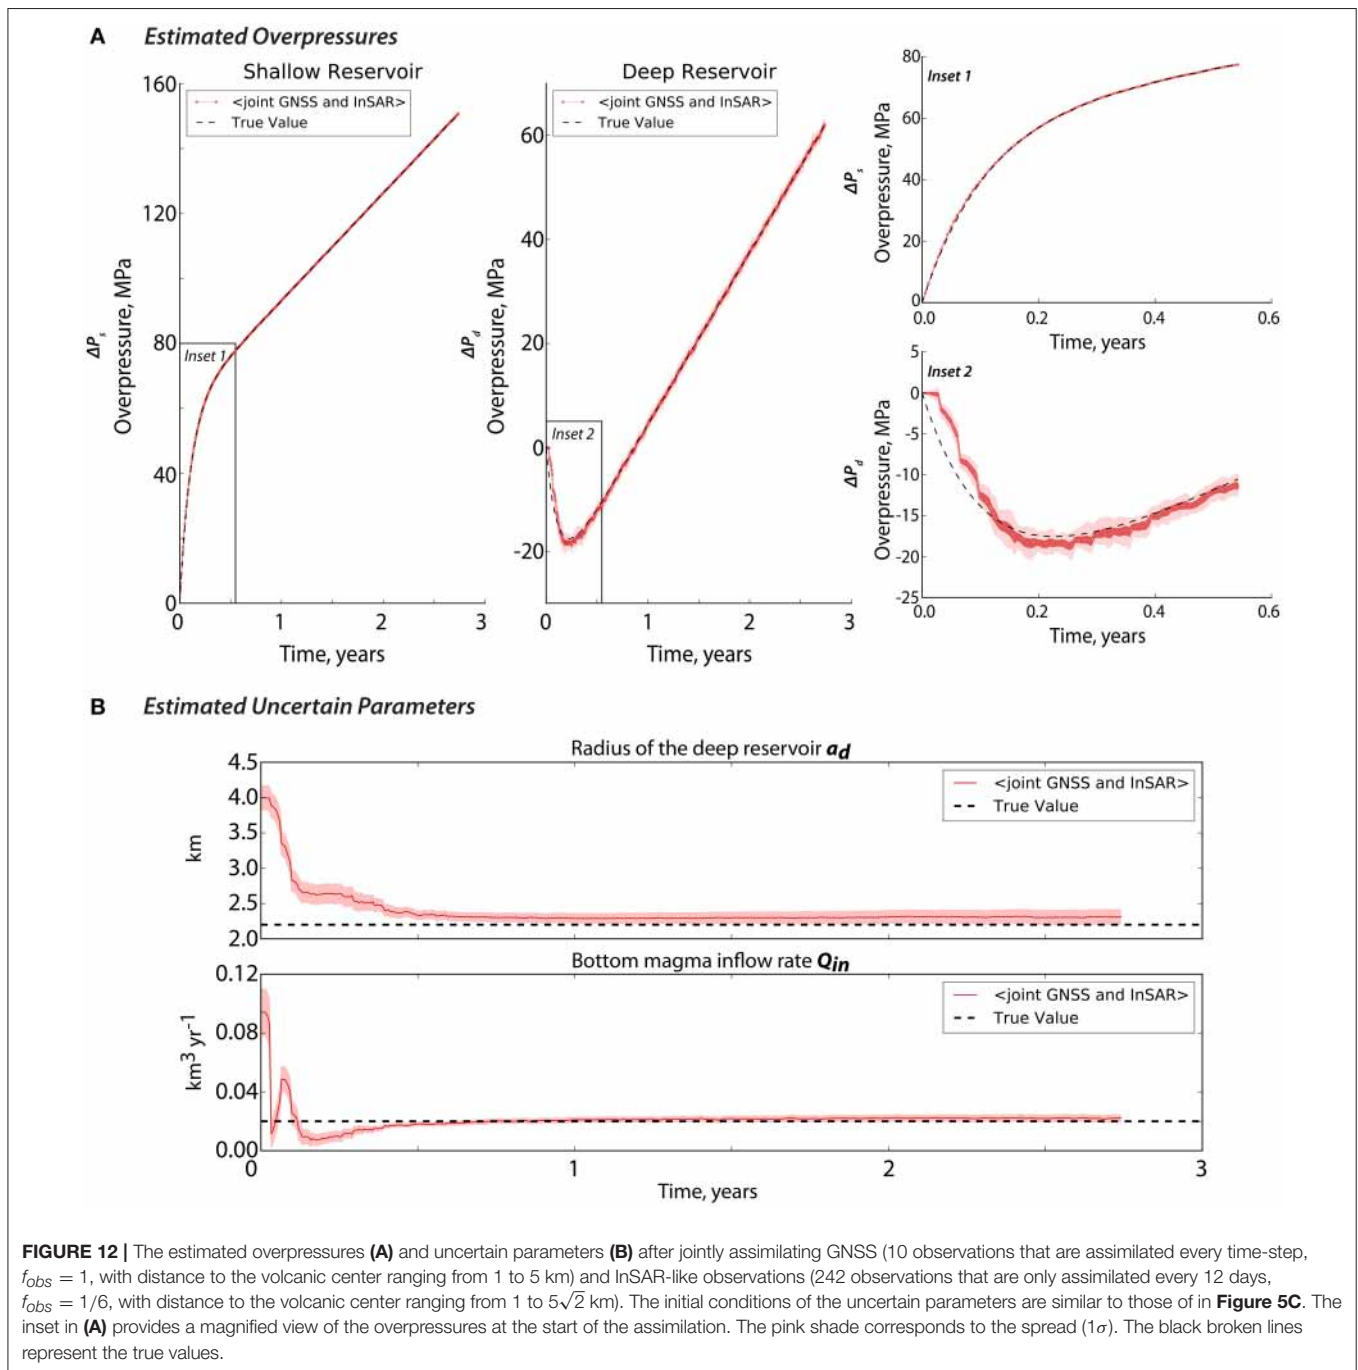 A Estimated Overpressures
Shallow Reservoir
<joint GNSS and InSAR>
True Value
160
120
80
40
0
ΔPs
Overpressure, MPa
Inset 1
0 1 2 3
Time, years
Deep Reservoir
<joint GNSS and InSAR>
True Value
60
40
20
0
-20
ΔPd
Overpressure, MPa
Inset 2
0 1 2 3
Time, years
Inset 1
80
60
40
20
0
ΔPs
Overpressure, MPa
0.0 0.2 0.4 0.6
Time, years
Inset 2
5
0
-5
-10
-15
-20
-25
ΔPd
Overpressure, MPa
0.0 0.2 0.4 0.6
Time, years
B Estimated Uncertain Parameters
Radius of the deep reservoir ad
<joint GNSS and InSAR>
True Value
4.5
4.0
3.5
3.0
2.5
2.0
km
Bottom magma inflow rate Qin
<joint GNSS and InSAR>
True Value
0.12
0.08
0.04
0.00
km³ yr⁻¹
0 1 2 3
Time, years
FIGURE 12 | The estimated overpressures (A) and uncertain parameters (B) after jointly assimilating GNSS (10 observations that are assimilated every time-step,
fobs = 1, with distance to the volcanic center ranging from 1 to 5 km) and InSAR-like observations (242 observations that are only assimilated every 12 days,
fobs = 1/6, with distance to the volcanic center ranging from 1 to 5√2 km). The initial conditions of the uncertain parameters are similar to those of in Figure 5C. The
inset in (A) provides a magnified view of the overpressures at the start of the assimilation. The pink shade corresponds to the spread (1σ). The black broken lines
represent the true values.